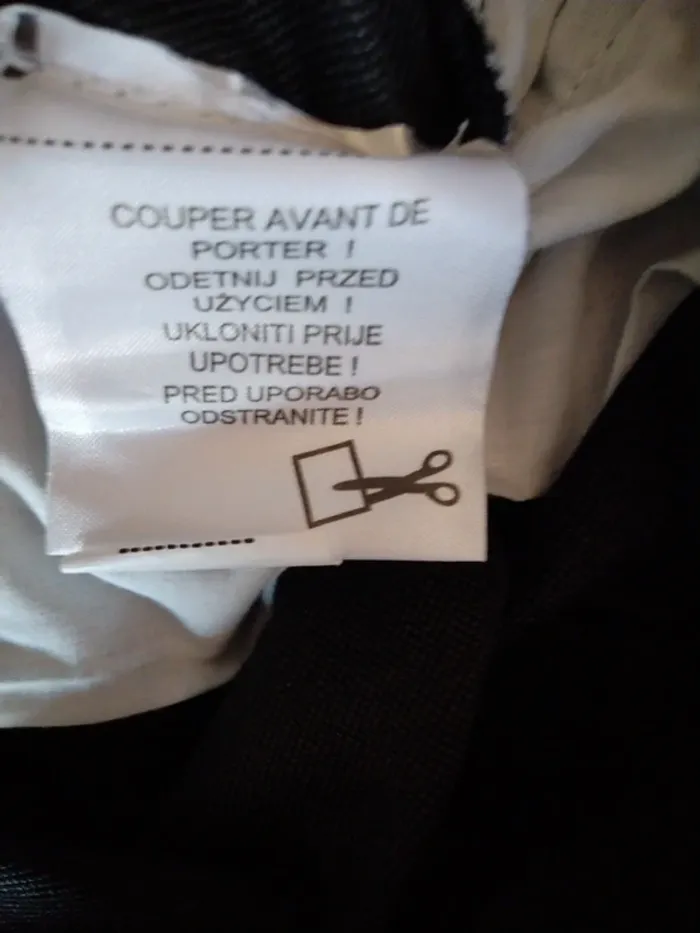 COUPER AVANT DE
PORTER !
ODETNIJ PRZED
UŻYCIEM !
UKLONITI PRIJE
UPOTREBE !
PRED UPORABO
ODSTRANITE !